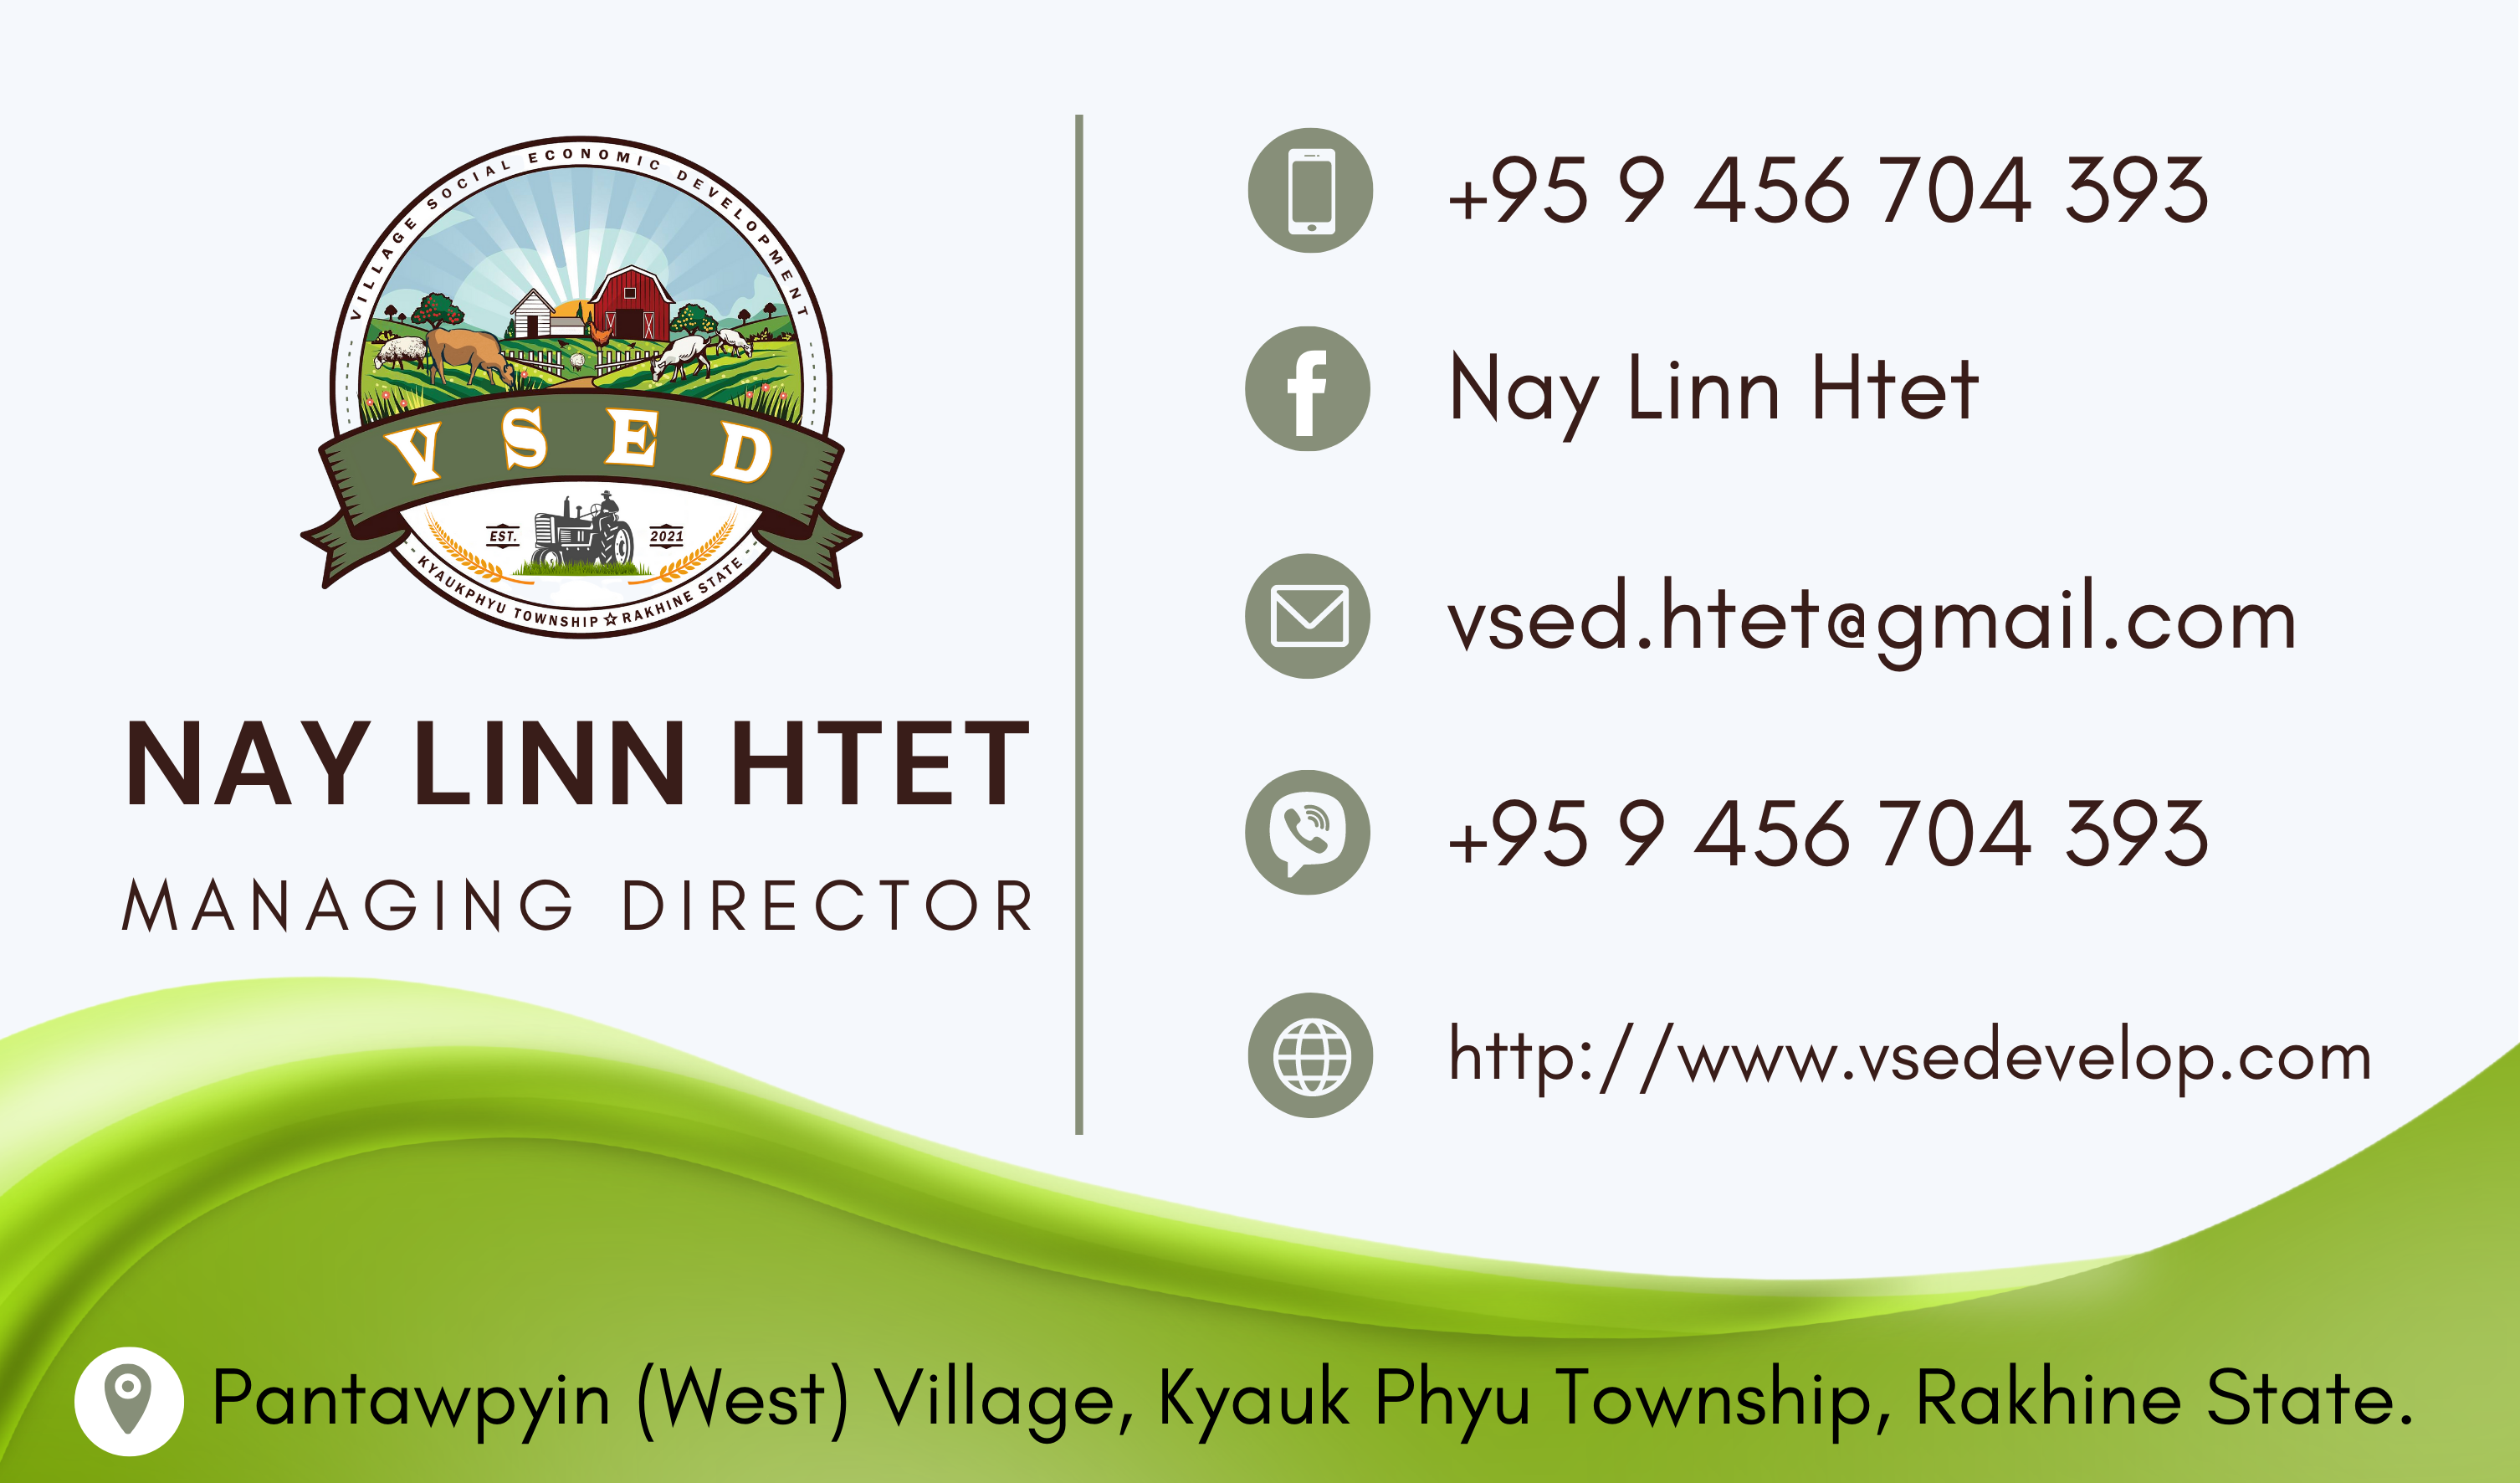 VILLAGE SOCIAL ECONOMIC DEVELOPMENT
VSED
EST. 2021
KYAUKPHYU TOWNSHIP ☆ RAKHINE STATE
NAY LINN HTET
MANAGING DIRECTOR
+95 9 456 704 393
Nay Linn Htet
vsed.htet@gmail.com
+95 9 456 704 393
http://www.vsedevelop.com
Pantawpyin (West) Village, Kyauk Phyu Township, Rakhine State.